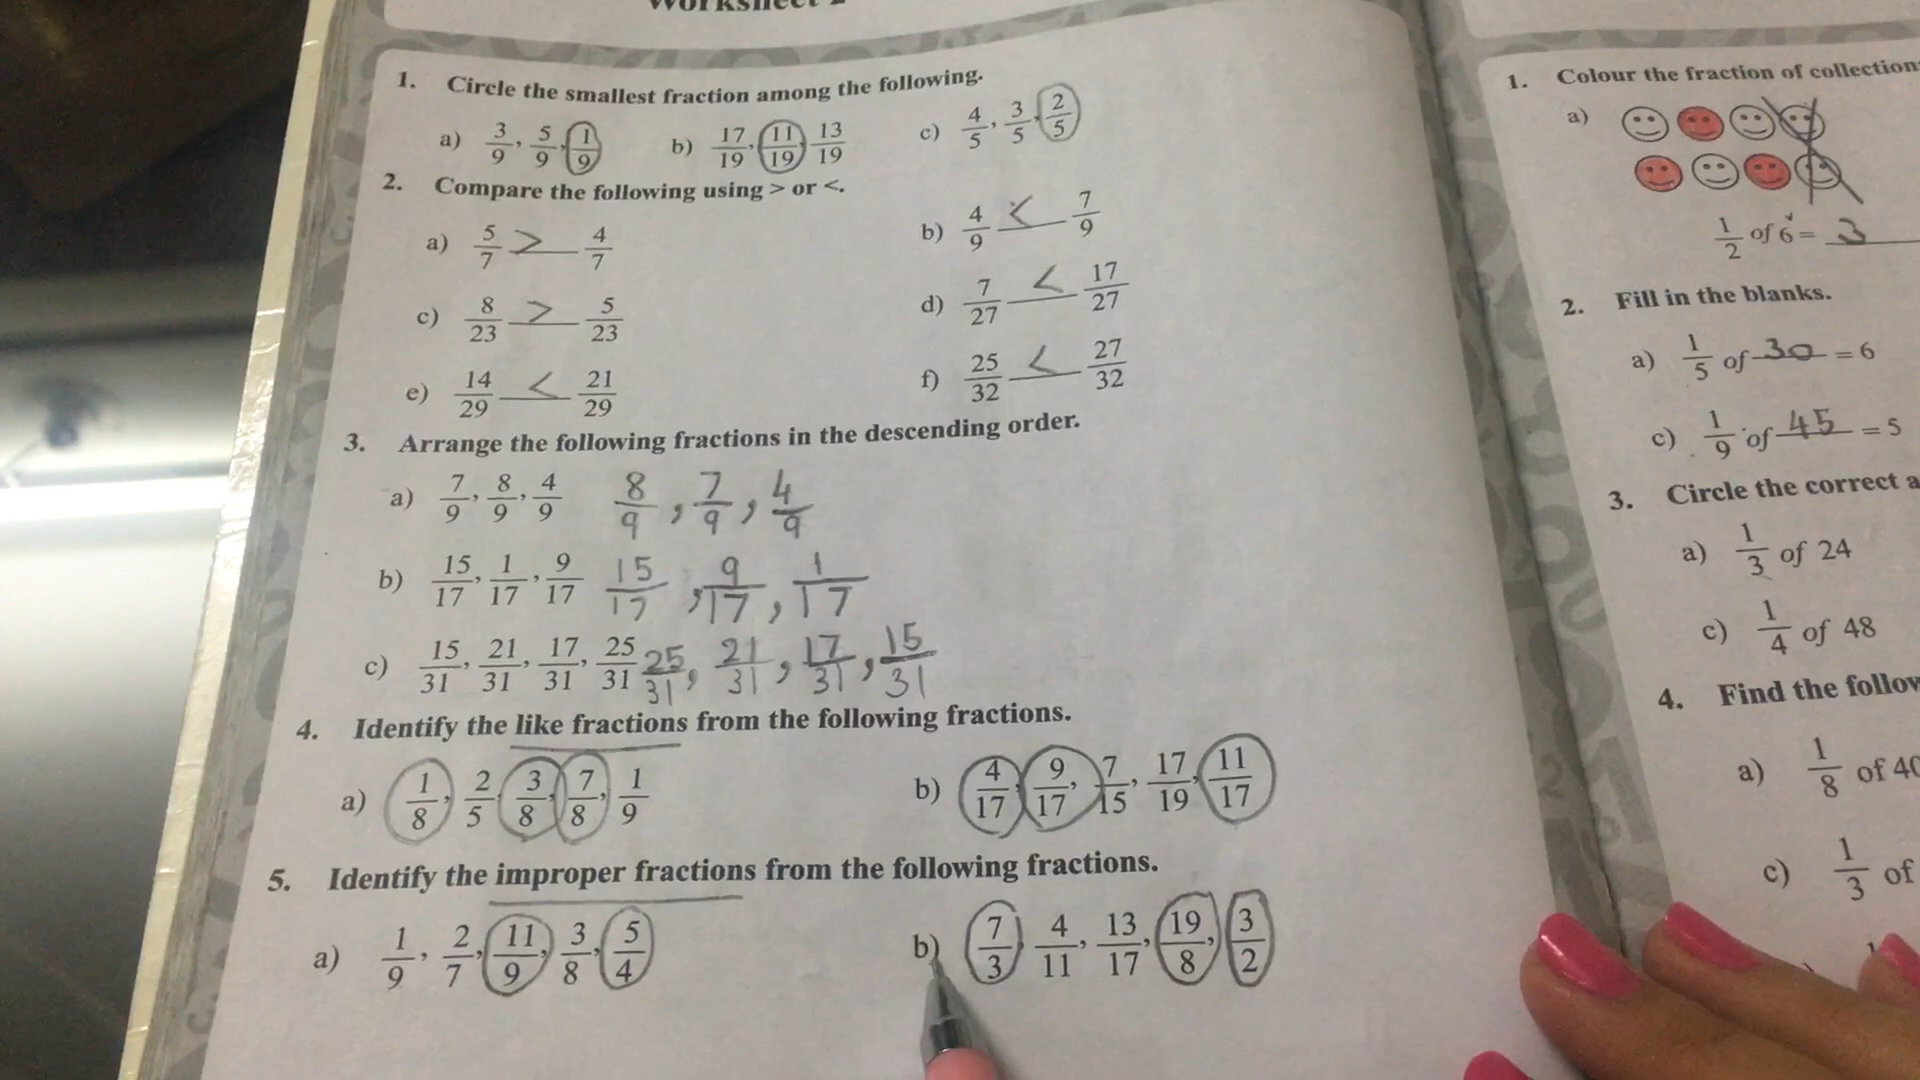 1. Circle the smallest fraction among the following.
a) 3/9, 5/9, 1/9 b) 17/19, 11/19, 13/19 c) 4/5, 3/5, 2/5
2. Compare the following using > or <.
a) 5/7 > 4/7 b) 4/9 < 7/9
c) 8/23 > 5/23 d) 7/27 < 17/27
e) 14/29 < 21/29 f) 25/32 < 27/32
3. Arrange the following fractions in the descending order.
a) 7/9, 8/9, 4/9 8/9, 7/9, 4/9
b) 15/17, 1/17, 9/17 15/17, 9/17, 1/17
c) 15/31, 21/31, 17/31, 25/31 25/31, 21/31, 17/31, 15/31
4. Identify the like fractions from the following fractions.
a) 1/8, 2/5, 3/8, 7/8, 1/9 b) 4/17, 9/17, 7/15, 17/19, 11/17
5. Identify the improper fractions from the following fractions.
a) 1/9, 2/7, 11/9, 3/8, 5/4 b) 7/3, 4/11, 13/17, 19/8, 3/2
1. Colour the fraction of collection
a)
1/2 of 6 = 3
2. Fill in the blanks.
a) 1/5 of 30 = 6
c) 1/9 of 45 = 5
3. Circle the correct a
a) 1/3 of 24
c) 1/4 of 48
4. Find the follow
a) 1/8 of 40
c) 1/3 of